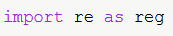 import re as reg